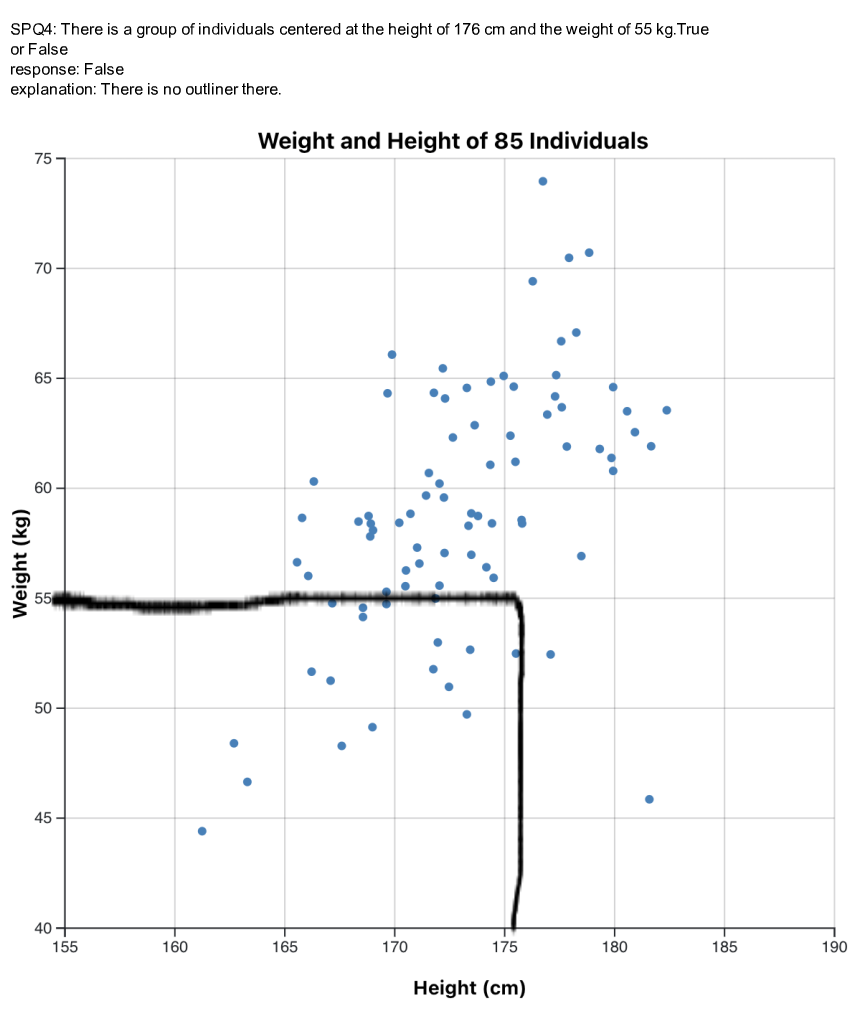 SPQ4: There is a group of individuals centered at the height of 176 cm and the weight of 55 kg.True
or False
response: False
explanation: There is no outliner there.
Weight and Height of 85 Individuals
75
70
65
60
55
50
45
40
Weight (kg)
155 160 165 170 175 180 185 190
Height (cm)